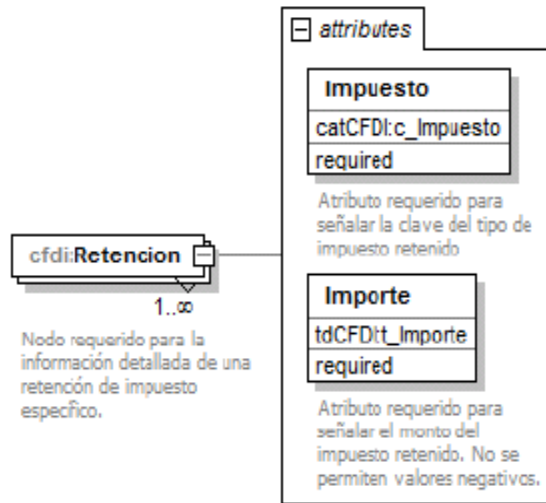 attributes
Impuesto
catCFDI:c_Impuesto
required
Atributo requerido para
señalar la clave del tipo de
impuesto retenido
cfdi:Retencion
1..∞
Nodo requerido para la
información detallada de una
retención de impuesto
específico.
Importe
tdCFDI:t_Importe
required
Atributo requerido para
señalar el monto del
impuesto retenido. No se
permiten valores negativos.